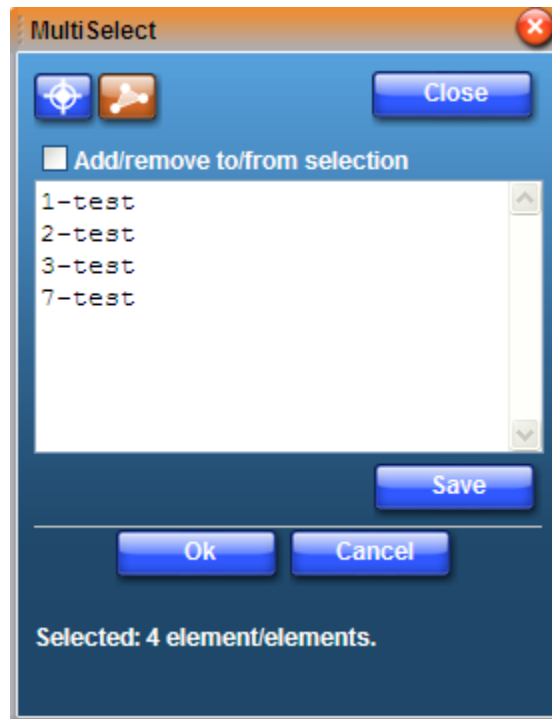 MultiSelect
Close
Add/remove to/from selection
1-test
2-test
3-test
7-test
Save
Ok
Cancel
Selected: 4 element/elements.